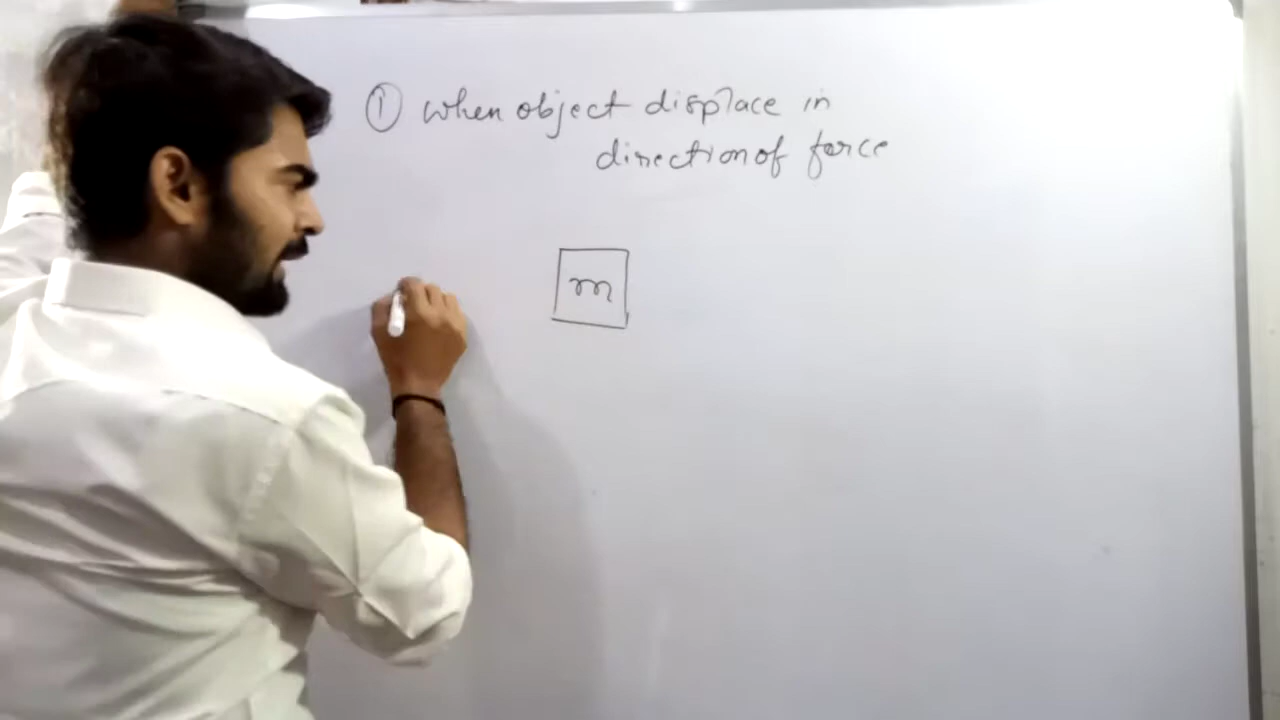 ① When object displace in
direction of force
m